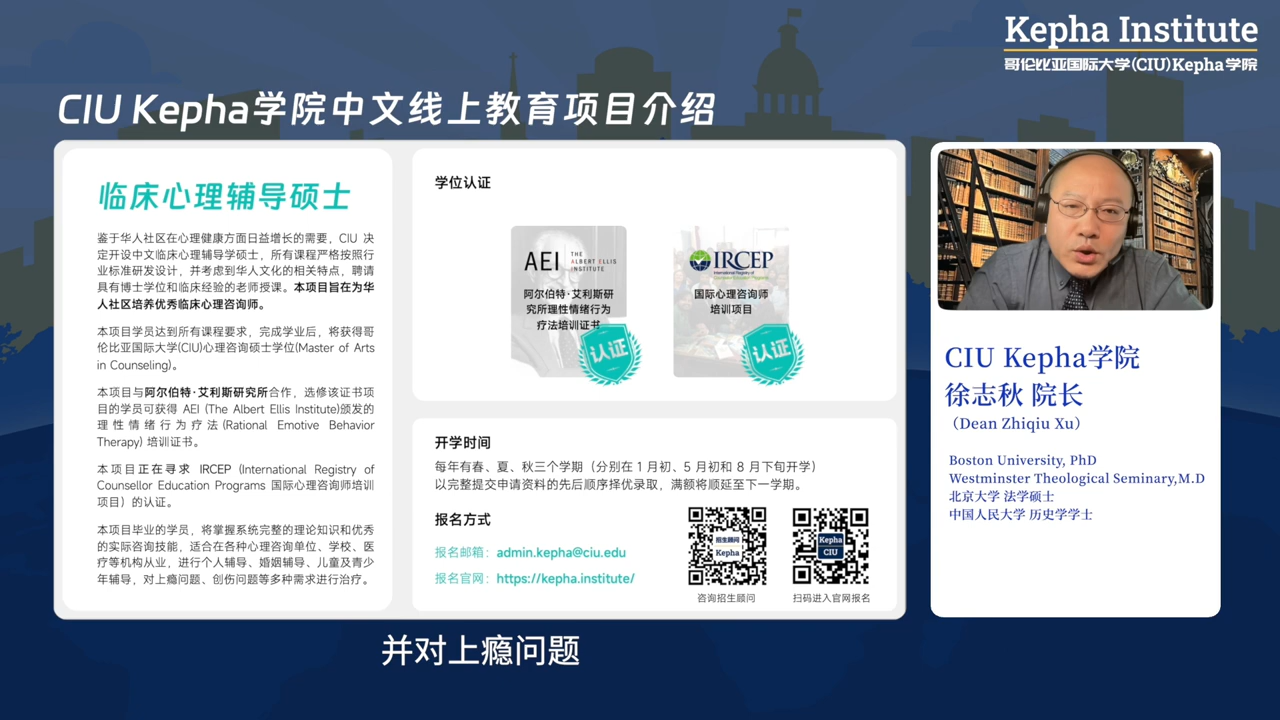 Kepha Institute
哥伦比亚国际大学(CIU)Kepha学院
CIU Kepha学院中文线上教育项目介绍
临床心理辅导硕士
鉴于华人社区在心理健康方面日益增长的需要，CIU 决
定开设中文临床心理辅导学硕士，所有课程严格按照行
业标准研发设计，并考虑到华人文化的相关特点，聘请
具有博士学位和临床经验的老师授课。本项目旨在为华
人社区培养优秀临床心理咨询师。
本项目学员达到所有课程要求，完成学业后，将获得哥
伦比亚国际大学(CIU)心理咨询硕士学位(Master of Arts
in Counseling)。
本项目与阿尔伯特·艾利斯研究所合作，选修该证书项
目的学员可获得 AEI (The Albert Ellis Institute)颁发的
理性情绪行为疗法(Rational Emotive Behavior
Therapy) 培训证书。
本项目正在寻求 IRCEP (International Registry of
Counsellor Education Programs 国际心理咨询师培训
项目）的认证。
本项目毕业的学员，将掌握系统完整的理论知识和优秀
的实际咨询技能，适合在各种心理咨询单位、学校、医
疗等机构从业，进行个人辅导、婚姻辅导、儿童及青少
年辅导，对上瘾问题、创伤问题等多种需求进行治疗。
学位认证
AEI
THE
ALBERT ELLIS
INSTITUTE
阿尔伯特·艾利斯研
究所理性情绪行为
疗法培训证书
认证
IRCEP
International Registry of
国际心理咨询师
培训项目
认证
开学时间
每年有春、夏、秋三个学期（分别在 1 月初、5 月初和 8 月下旬开学）
以完整提交申请资料的先后顺序择优录取，满额将顺延至下一学期。
报名方式
报名邮箱：admin.kepha@ciu.edu
报名官网：https://kepha.institute/
招生顾问
Kepha
咨询招生顾问
Kepha
CIU
扫码进入官网报名
CIU Kepha学院
徐志秋 院长
（Dean Zhiqiu Xu）
Boston University, PhD
Westminster Theological Seminary,M.D
北京大学 法学硕士
中国人民大学 历史学学士
并对上瘾问题